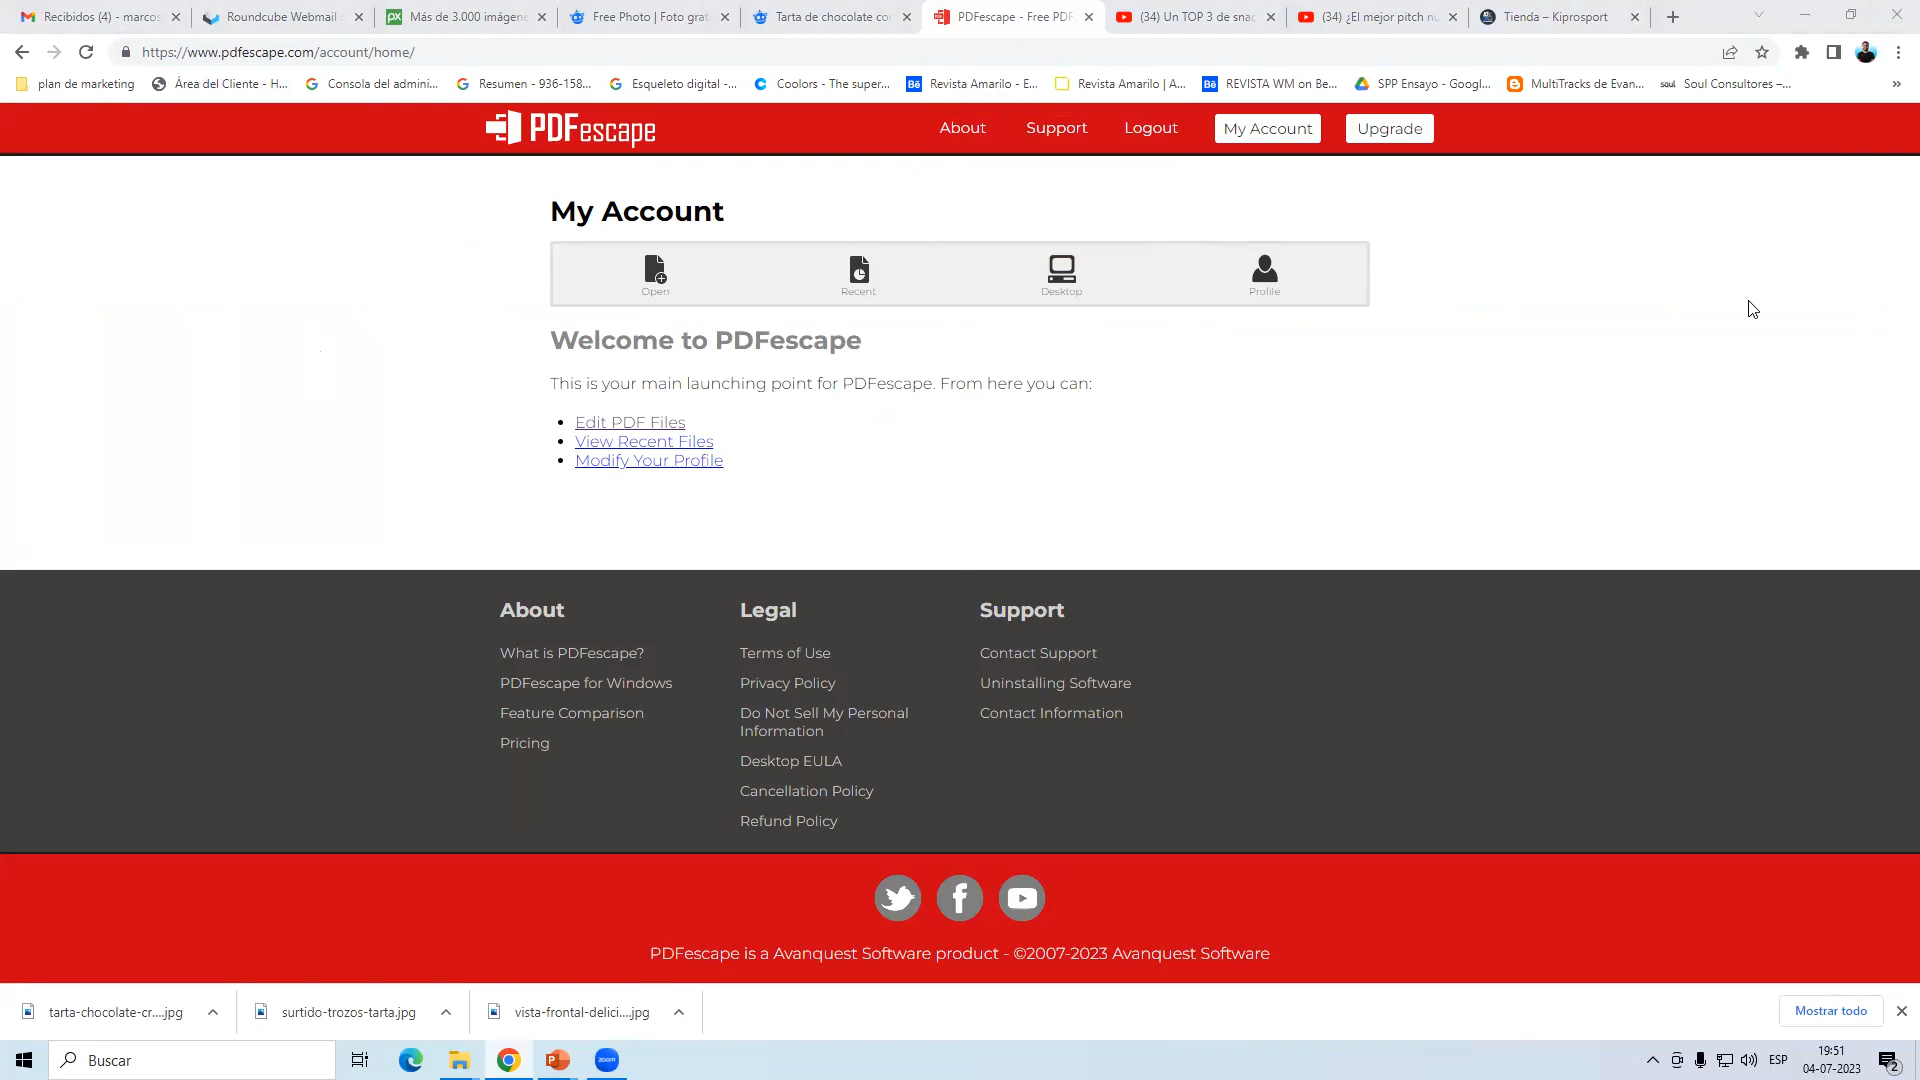 Recibidos (4) - marcos
Roundcube Webmail
Más de 3.000 imágene
Free Photo | Foto grat
Tarta de chocolate co
PDFescape - Free PDF
(34) Un TOP 3 de snac
(34) ¿El mejor pitch n
Tienda – Kiprosport
https://www.pdfescape.com/account/home/
plan de marketing
Área del Cliente - H...
Consola del admini...
Resumen - 936-158...
Esqueleto digital -...
Coolors - The super...
Revista Amarilo - E...
Revista Amarilo | A...
REVISTA WM on Be...
SPP Ensayo - Googl...
MultiTracks de Evan...
Soul Consultores –...
PDFescape
About
Support
Logout
My Account
Upgrade
My Account
Open
Recent
Desktop
Profile
Welcome to PDFescape
This is your main launching point for PDFescape. From here you can:
Edit PDF Files
View Recent Files
Modify Your Profile
About
What is PDFescape?
PDFescape for Windows
Feature Comparison
Pricing
Legal
Terms of Use
Privacy Policy
Do Not Sell My Personal
Information
Desktop EULA
Cancellation Policy
Refund Policy
Support
Contact Support
Uninstalling Software
Contact Information
PDFescape is a Avanquest Software product - ©2007-2023 Avanquest Software
tarta-chocolate-cr....jpg
surtido-trozos-tarta.jpg
vista-frontal-delici....jpg
Mostrar todo
Buscar
zoom
ESP
19:51
04-07-2023
2